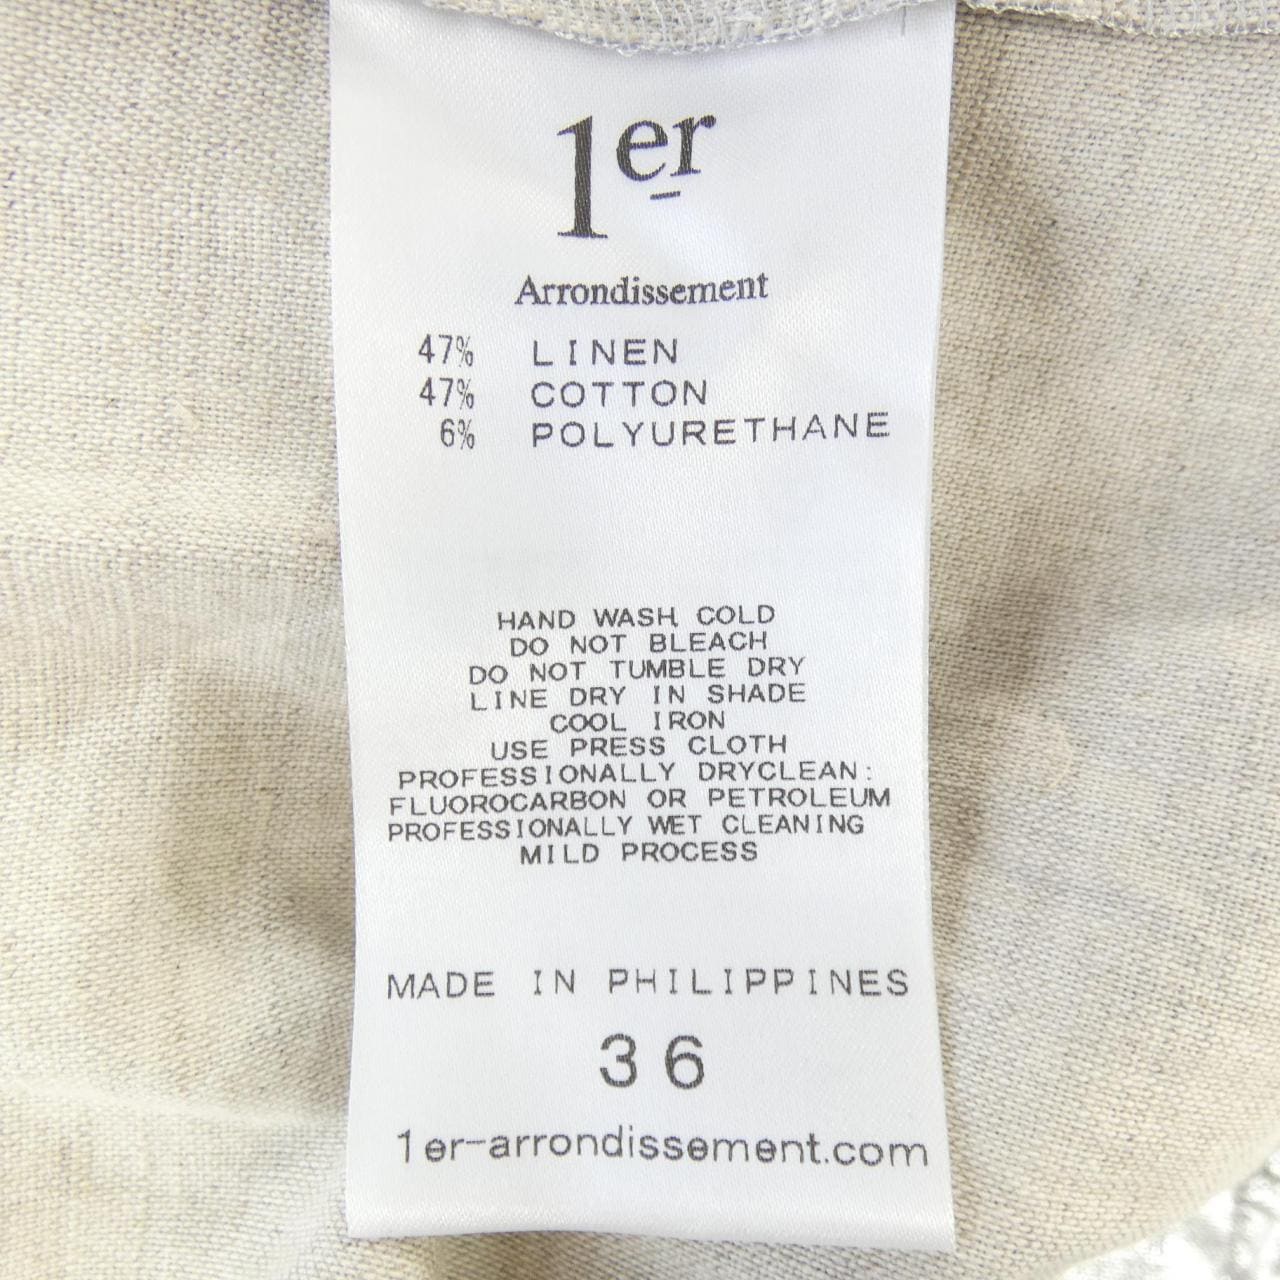 1er
Arrondissement
47% LINEN
47% COTTON
6% POLYURETHANE
HAND WASH COLD
DO NOT BLEACH
DO NOT TUMBLE DRY
LINE DRY IN SHADE
COOL IRON
USE PRESS CLOTH
PROFESSIONALLY DRYCLEAN:
FLUOROCARBON OR PETROLEUM
PROFESSIONALLY WET CLEANING
MILD PROCESS
MADE IN PHILIPPINES
36
1er-arrondissement.com